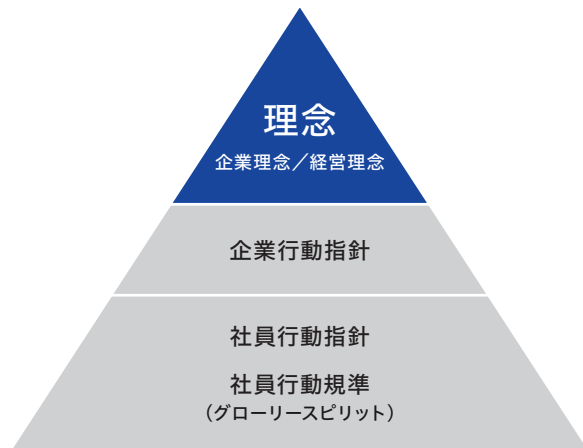 理念
企業理念／経営理念
企業行動指針
社員行動指針
社員行動規準
（グローリースピリット）